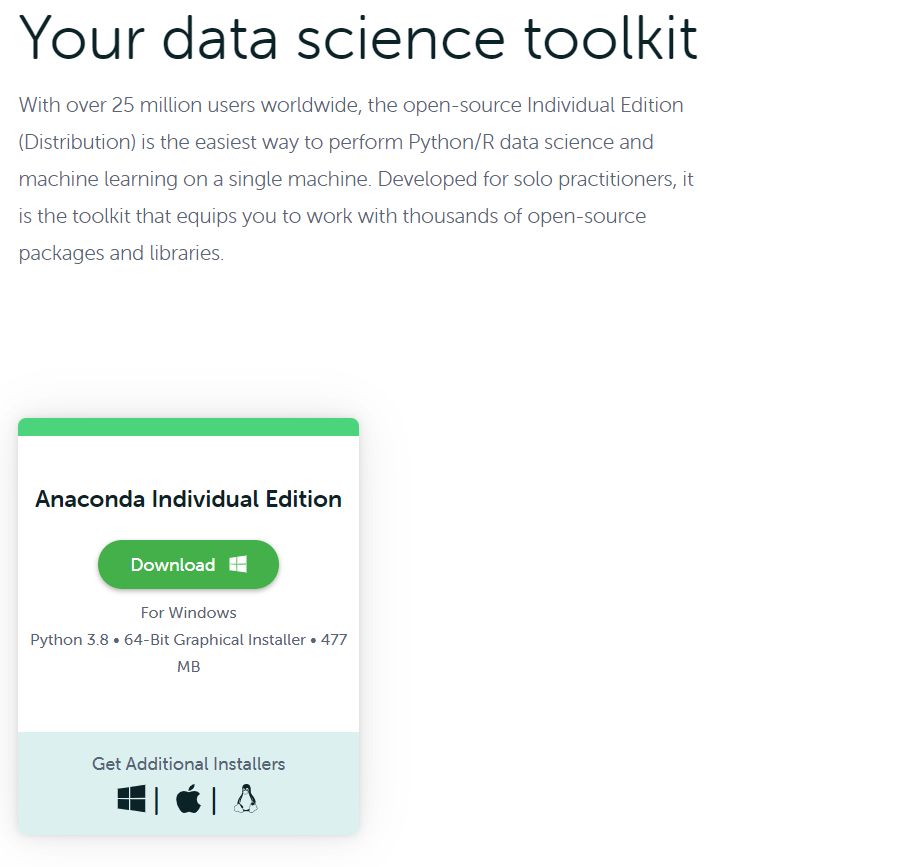 Your data science toolkit
With over 25 million users worldwide, the open-source Individual Edition
(Distribution) is the easiest way to perform Python/R data science and
machine learning on a single machine. Developed for solo practitioners, it
is the toolkit that equips you to work with thousands of open-source
packages and libraries.
Anaconda Individual Edition
Download
For Windows
Python 3.8 • 64-Bit Graphical Installer • 477
MB
Get Additional Installers
| |